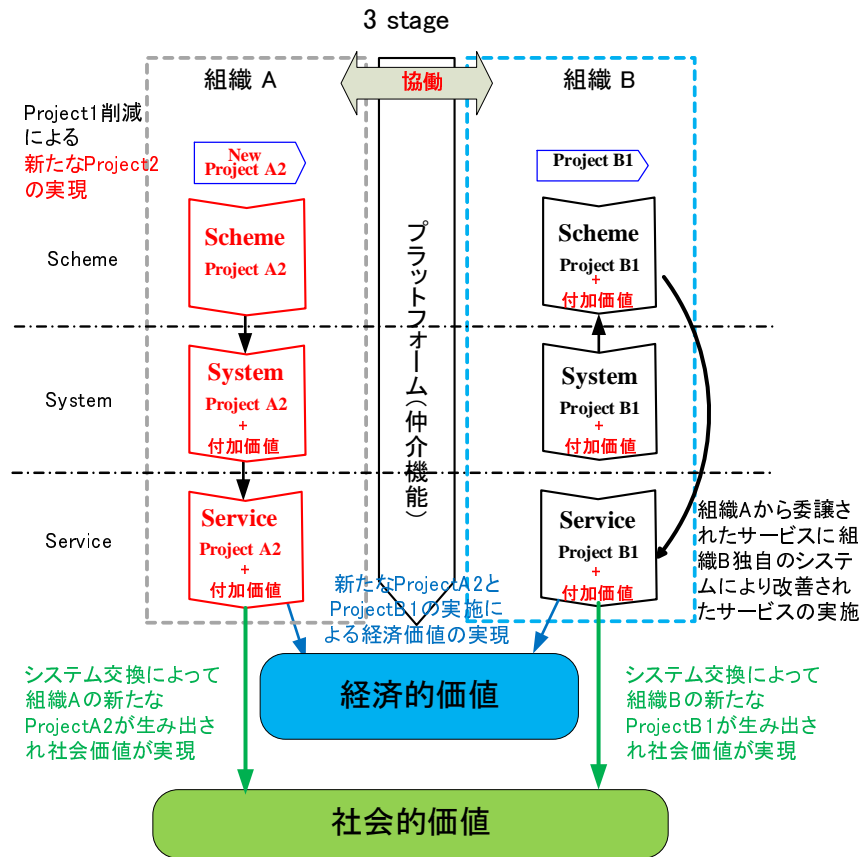 3 stage
組織 A
協働
組織 B
Project1削減
による
新たなProject2
の実現
New
Project A2
Project B1
Scheme
Scheme
Project A2
プラットフォーム(仲介機能)
Scheme
Project B1
+
付加価値
System
System
Project A2
+
付加価値
System
Project B1
+
付加価値
Service
Service
Project A2
+
付加価値
Service
Project B1
+
付加価値
組織Aから委譲さ
れたサービスに組
織B独自のシステ
ムにより改善され
たサービスの実施
新たなProjectA2と
ProjectB1の実施に
よる経済価値の実現
システム交換によって
組織Aの新たな
ProjectA2が生み出さ
れ社会価値が実現
経済的価値
システム交換によって
組織Bの新たな
ProjectB1が生み出さ
れ社会価値が実現
社会的価値